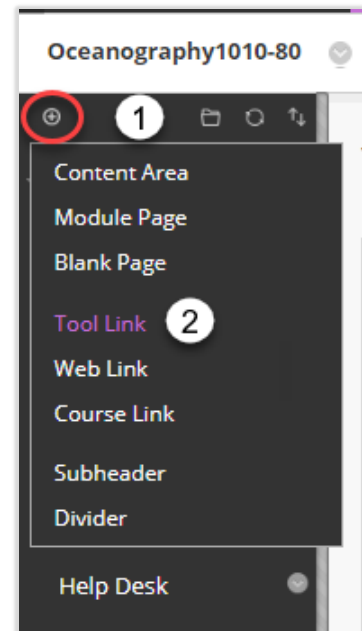 Oceanography1010-80
1
Content Area
Module Page
Blank Page
Tool Link 2
Web Link
Course Link
Subheader
Divider
Help Desk